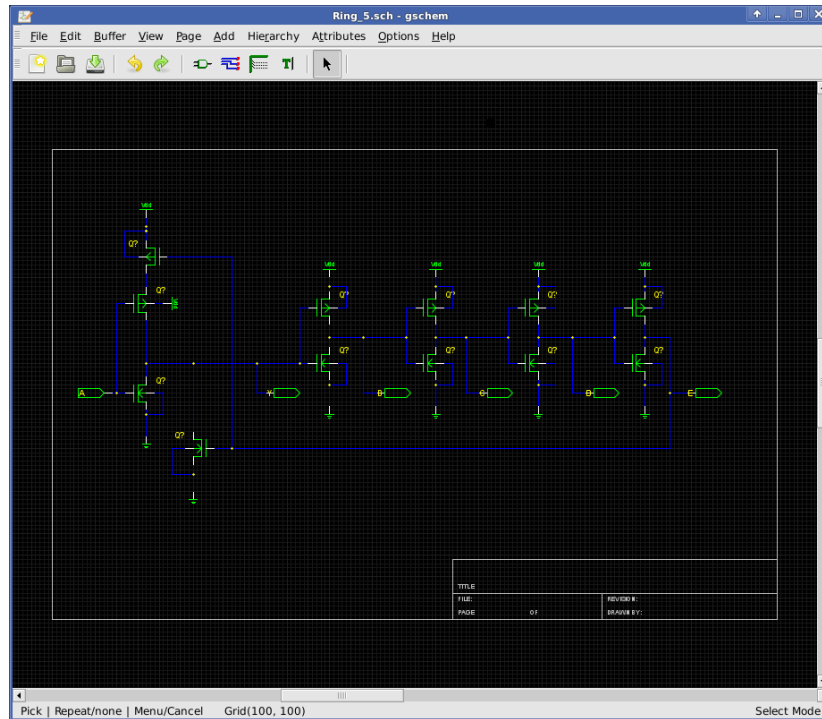 Ring_5.sch - gschem
File Edit Buffer View Page Add Hierarchy Attributes Options Help
Vdd
Q?
Q?
Vdd
Vdd
Vdd
Vdd
Vdd
Q?
Q?
Q?
Q?
Q?
Q?
Q?
Q?
Q?
A
Y
B
C
D
E
Q?
TITLE
FILE:
REVISION:
PAGE
OF
DRAWN BY:
Pick | Repeat/none | Menu/Cancel
Grid(100, 100)
Select Mode